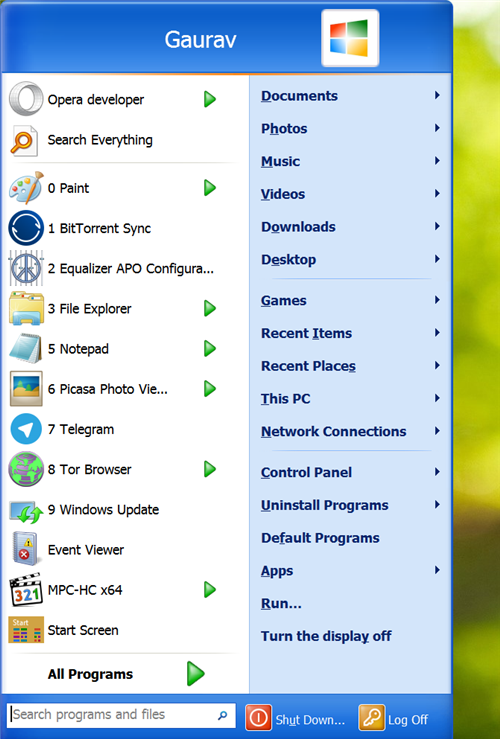 Gaurav
Opera developer
Search Everything
0 Paint
1 BitTorrent Sync
2 Equalizer APO Configura...
3 File Explorer
5 Notepad
6 Picasa Photo Vie...
7 Telegram
8 Tor Browser
9 Windows Update
Event Viewer
321
MPC-HC x64
Start
Start Screen
All Programs
Search programs and files
Documents
Photos
Music
Videos
Downloads
Desktop
Games
Recent Items
Recent Places
This PC
Network Connections
Control Panel
Uninstall Programs
Default Programs
Apps
Run...
Turn the display off
Shut Down...
Log Off